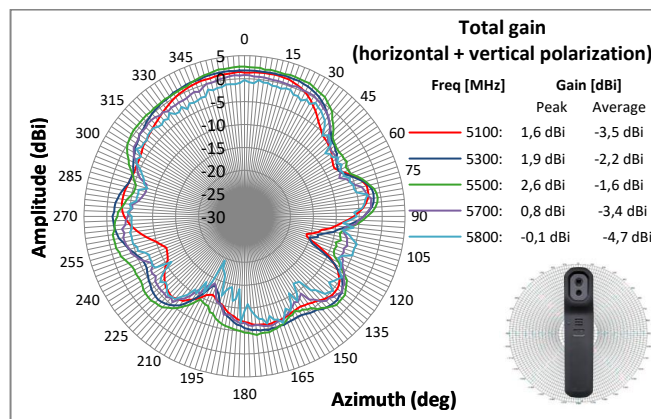 Total gain
(horizontal + vertical polarization)
Freq [MHz] Gain [dBi]
Peak Average
5100: 1,6 dBi -3,5 dBi
5300: 1,9 dBi -2,2 dBi
5500: 2,6 dBi -1,6 dBi
5700: 0,8 dBi -3,4 dBi
5800: -0,1 dBi -4,7 dBi
Amplitude (dBi)
5
0
-5
-10
-15
-20
-25
-30
0
15
30
45
60
75
90
105
120
135
150
165
180
195
210
225
240
255
270
285
300
315
330
345
Azimuth (deg)